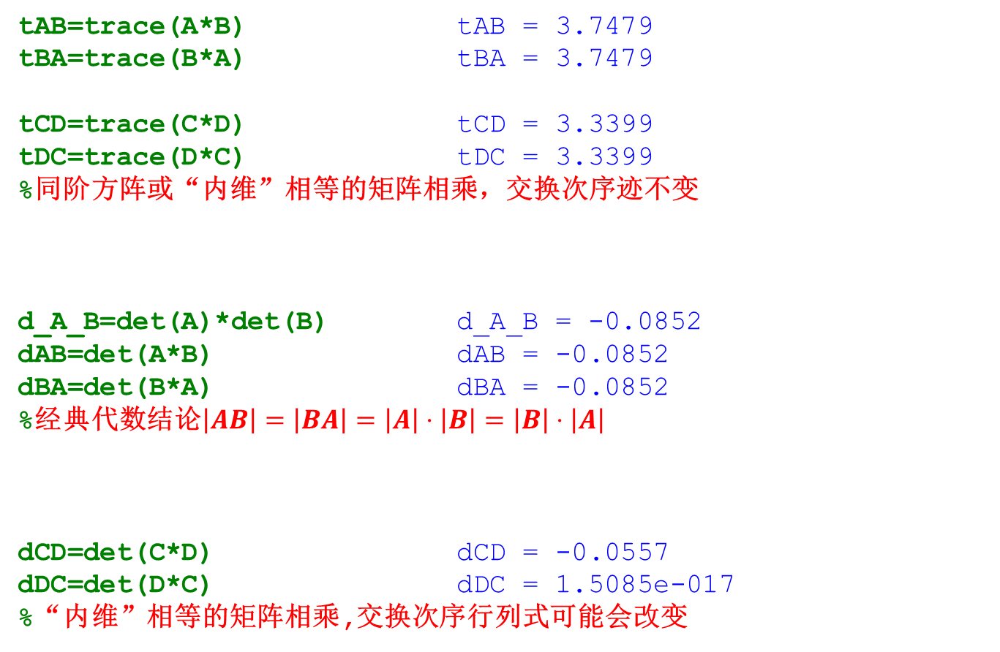 tAB=trace(A*B) tAB = 3.7479
tBA=trace(B*A) tBA = 3.7479
tCD=trace(C*D) tCD = 3.3399
tDC=trace(D*C) tDC = 3.3399
%同阶方阵或“内维”相等的矩阵相乘，交换次序迹不变
d_A_B=det(A)*det(B) d_A_B = -0.0852
dAB=det(A*B) dAB = -0.0852
dBA=det(B*A) dBA = -0.0852
%经典代数结论|AB| = |BA| = |A| · |B| = |B| · |A|
dCD=det(C*D) dCD = -0.0557
dDC=det(D*C) dDC = 1.5085e-017
%“内维”相等的矩阵相乘,交换次序行列式可能会改变